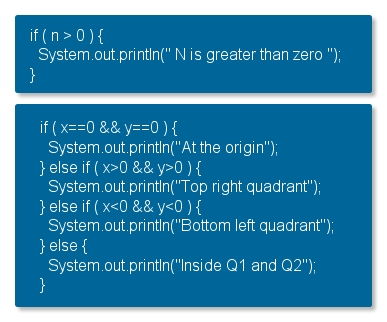 if ( n > 0 ) {
System.out.println(" N is greater than zero ");
}
if ( x==0 && y==0 ) {
System.out.println("At the origin");
} else if ( x>0 && y>0 ) {
System.out.println("Top right quadrant");
} else if ( x<0 && y<0 ) {
System.out.println("Bottom left quadrant");
} else {
System.out.println("Inside Q1 and Q2");
}